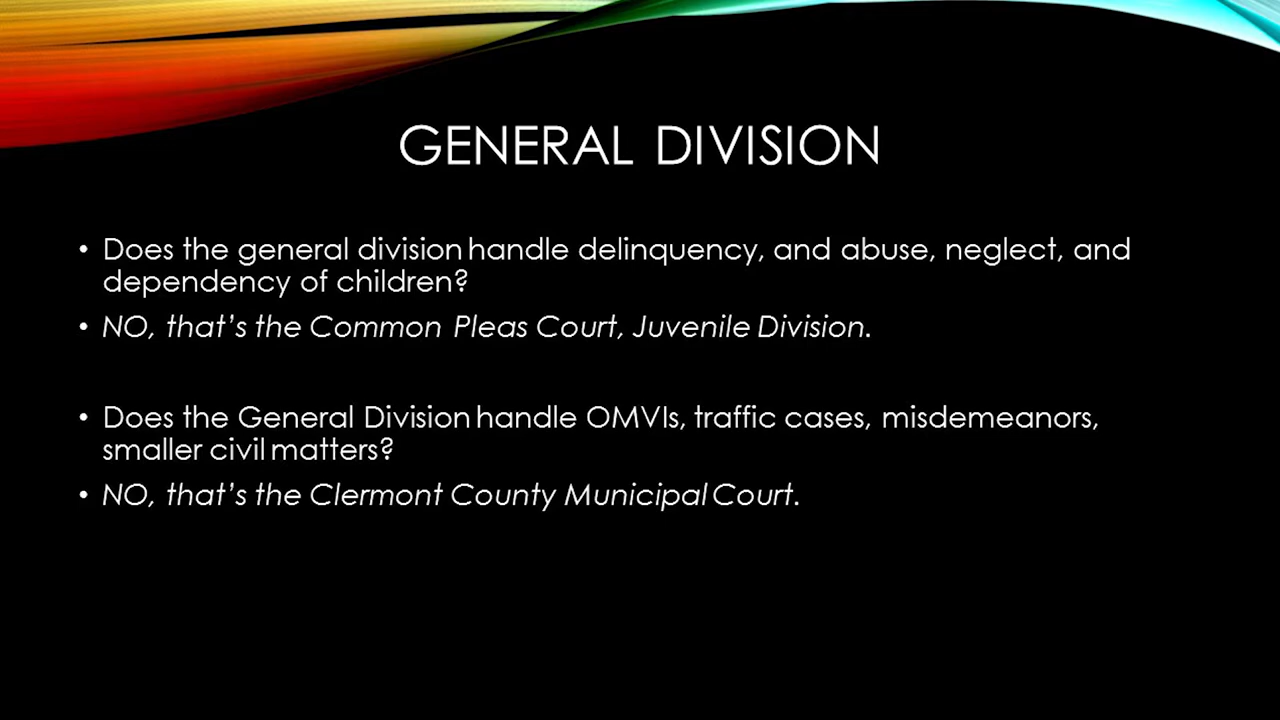 GENERAL DIVISION
• Does the general division handle delinquency, and abuse, neglect, and
dependency of children?
• NO, that's the Common Pleas Court, Juvenile Division.
• Does the General Division handle OMVIs, traffic cases, misdemeanors,
smaller civil matters?
• NO, that's the Clermont County Municipal Court.